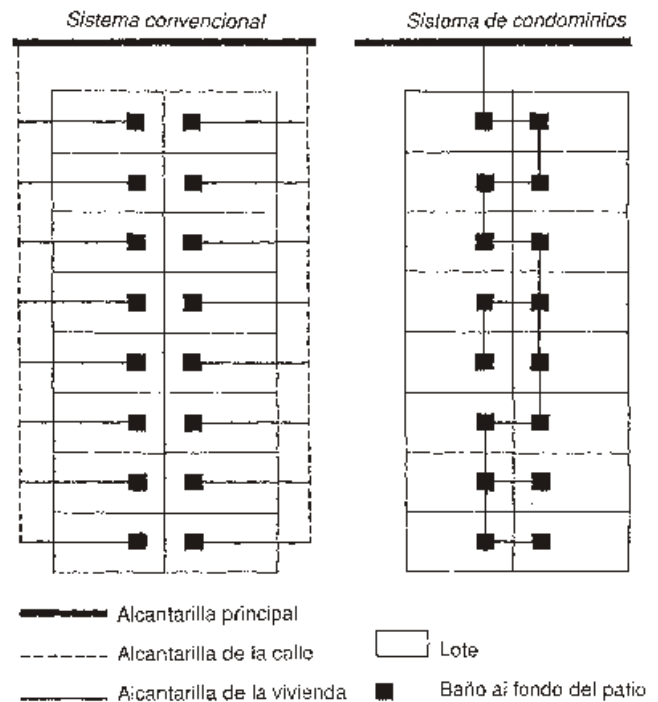 Sistema convencional
Sistema de condominios
Alcantarilla principal
Alcantarilla de la calle
Alcantarilla de la vivienda
Lote
Baño al fondo del patio